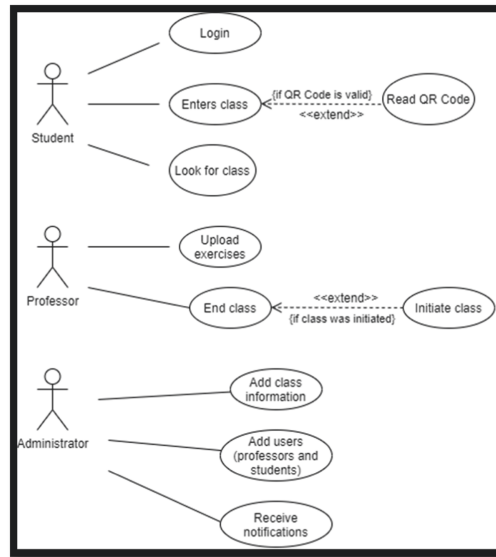 Login
Student
Enters class
{if QR Code is valid}
<<extend>>
Read QR Code
Look for class
Professor
Upload
exercises
End class
<<extend>>
{if class was initiated}
Initiate class
Administrator
Add class
information
Add users
(professors and
students)
Receive
notifications